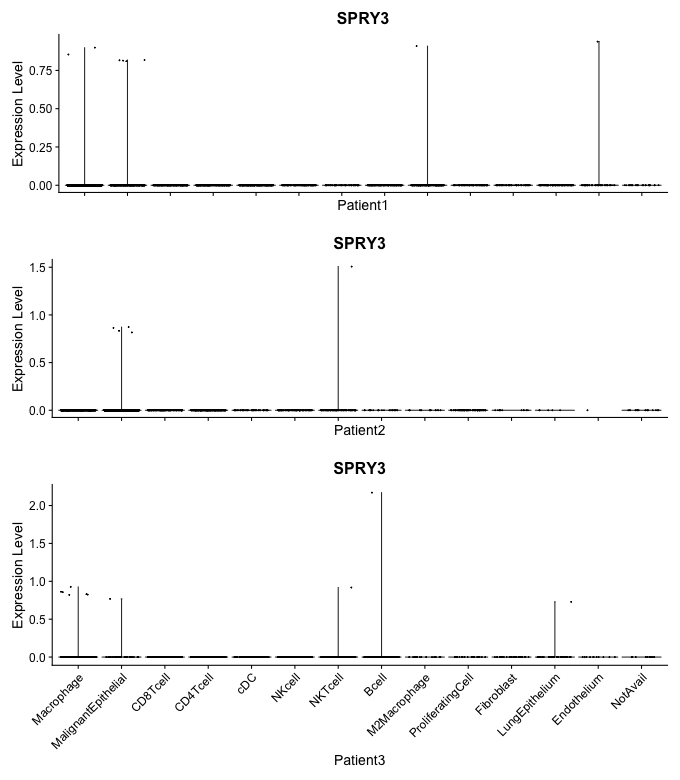 SPRY3
Expression Level
0.75
0.50
0.25
0.00
Patient1
SPRY3
Expression Level
1.5
1.0
0.5
0.0
Patient2
SPRY3
Expression Level
2.0
1.5
1.0
0.5
0.0
Macrophage
MalignantEpithelial
CD8Tcell
CD4Tcell
cDC
NKcell
NKTcell
Bcell
M2Macrophage
ProliferatingCell
Fibroblast
LungEpithelium
Endothelium
NotAvail
Patient3